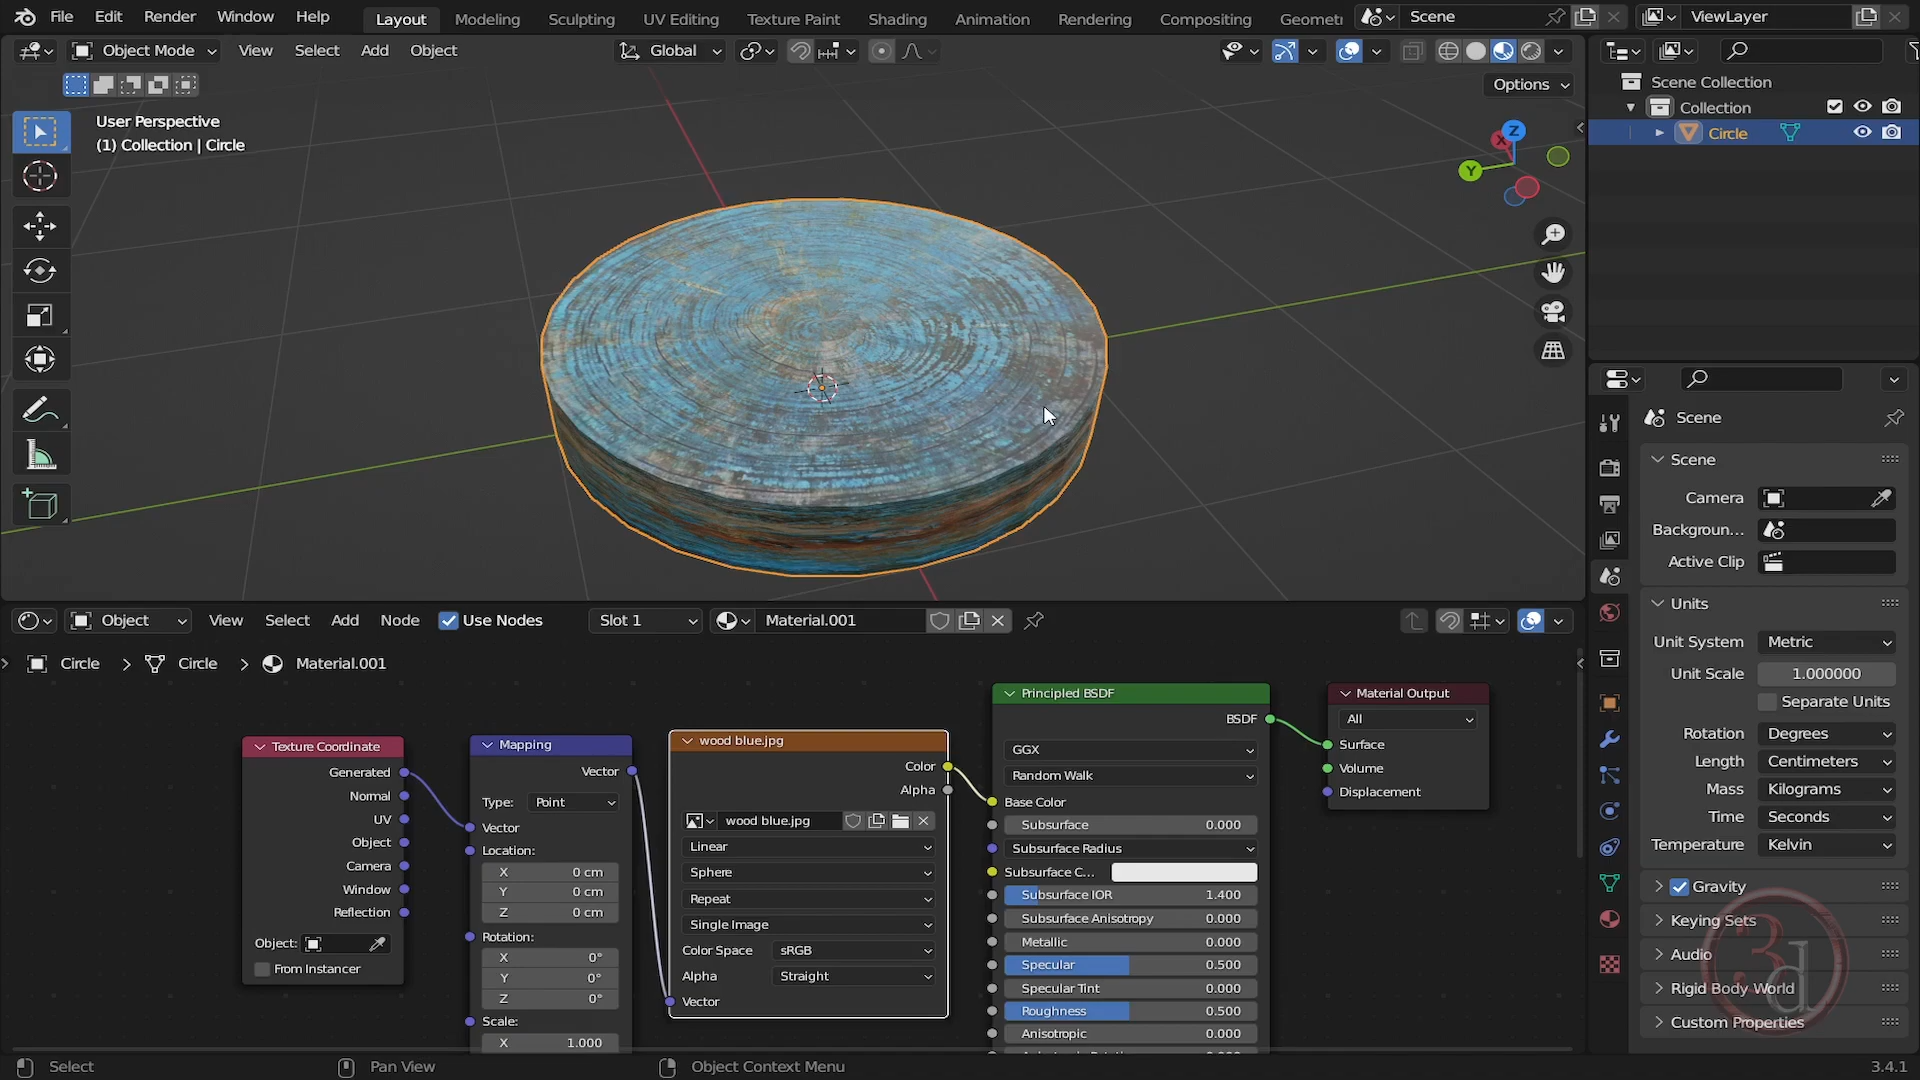 File Edit Render Window Help Layout Modeling Sculpting UV Editing Texture Paint Shading Animation Rendering Compositing Geomet Scene ViewLayer
Object Mode View Select Add Object Global
Options
User Perspective
(1) Collection | Circle
X
Y
Z
Scene Collection
Collection
Circle
Scene
Scene
Camera
Backgroun...
Active Clip
Units
Unit System Metric
Unit Scale 1.000000
Separate Units
Rotation Degrees
Length Centimeters
Mass Kilograms
Time Seconds
Temperature Kelvin
Gravity
Keying Sets
Audio
Rigid Body World
Custom Properties
3d
Object View Select Add Node Use Nodes Slot 1 Material.001
Circle > Circle > Material.001
Texture Coordinate
Generated
Normal
UV
Object
Camera
Window
Reflection
Object:
From Instancer
Mapping
Vector
Type: Point
Vector
Location:
X 0 cm
Y 0 cm
Z 0 cm
Rotation:
X 0°
Y 0°
Z 0°
Scale:
X 1.000
wood blue.jpg
Color
Alpha
wood blue.jpg
Linear
Sphere
Repeat
Single Image
Color Space sRGB
Alpha Straight
Vector
Principled BSDF
BSDF
GGX
Random Walk
Base Color
Subsurface 0.000
Subsurface Radius
Subsurface C...
Subsurface IOR 1.400
Subsurface Anisotropy 0.000
Metallic 0.000
Specular 0.500
Specular Tint 0.000
Roughness 0.500
Anisotropic 0.000
Material Output
All
Surface
Volume
Displacement
Select Pan View Object Context Menu 3.4.1